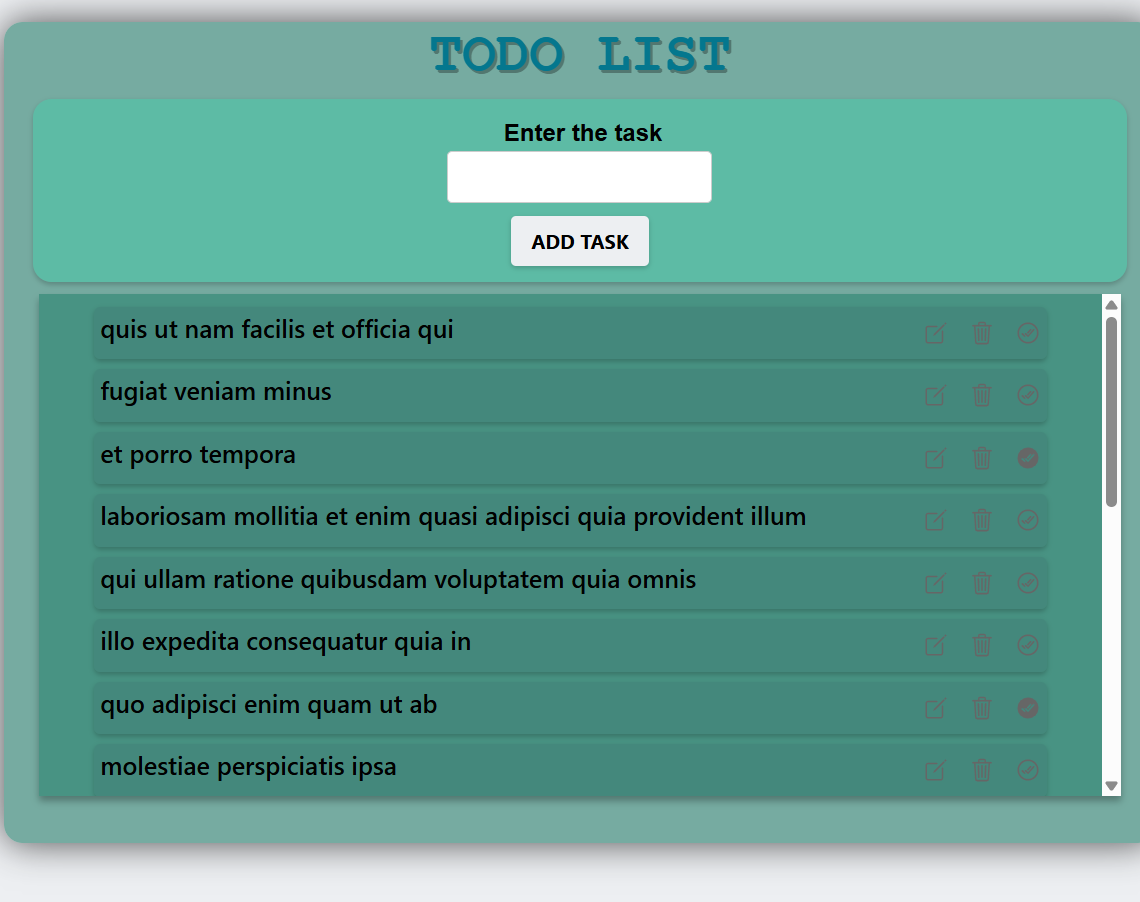 TODO LIST
Enter the task
ADD TASK
quis ut nam facilis et officia qui
fugiat veniam minus
et porro tempora
laboriosam mollitia et enim quasi adipisci quia provident illum
qui ullam ratione quibusdam voluptatem quia omnis
illo expedita consequatur quia in
quo adipisci enim quam ut ab
molestiae perspiciatis ipsa